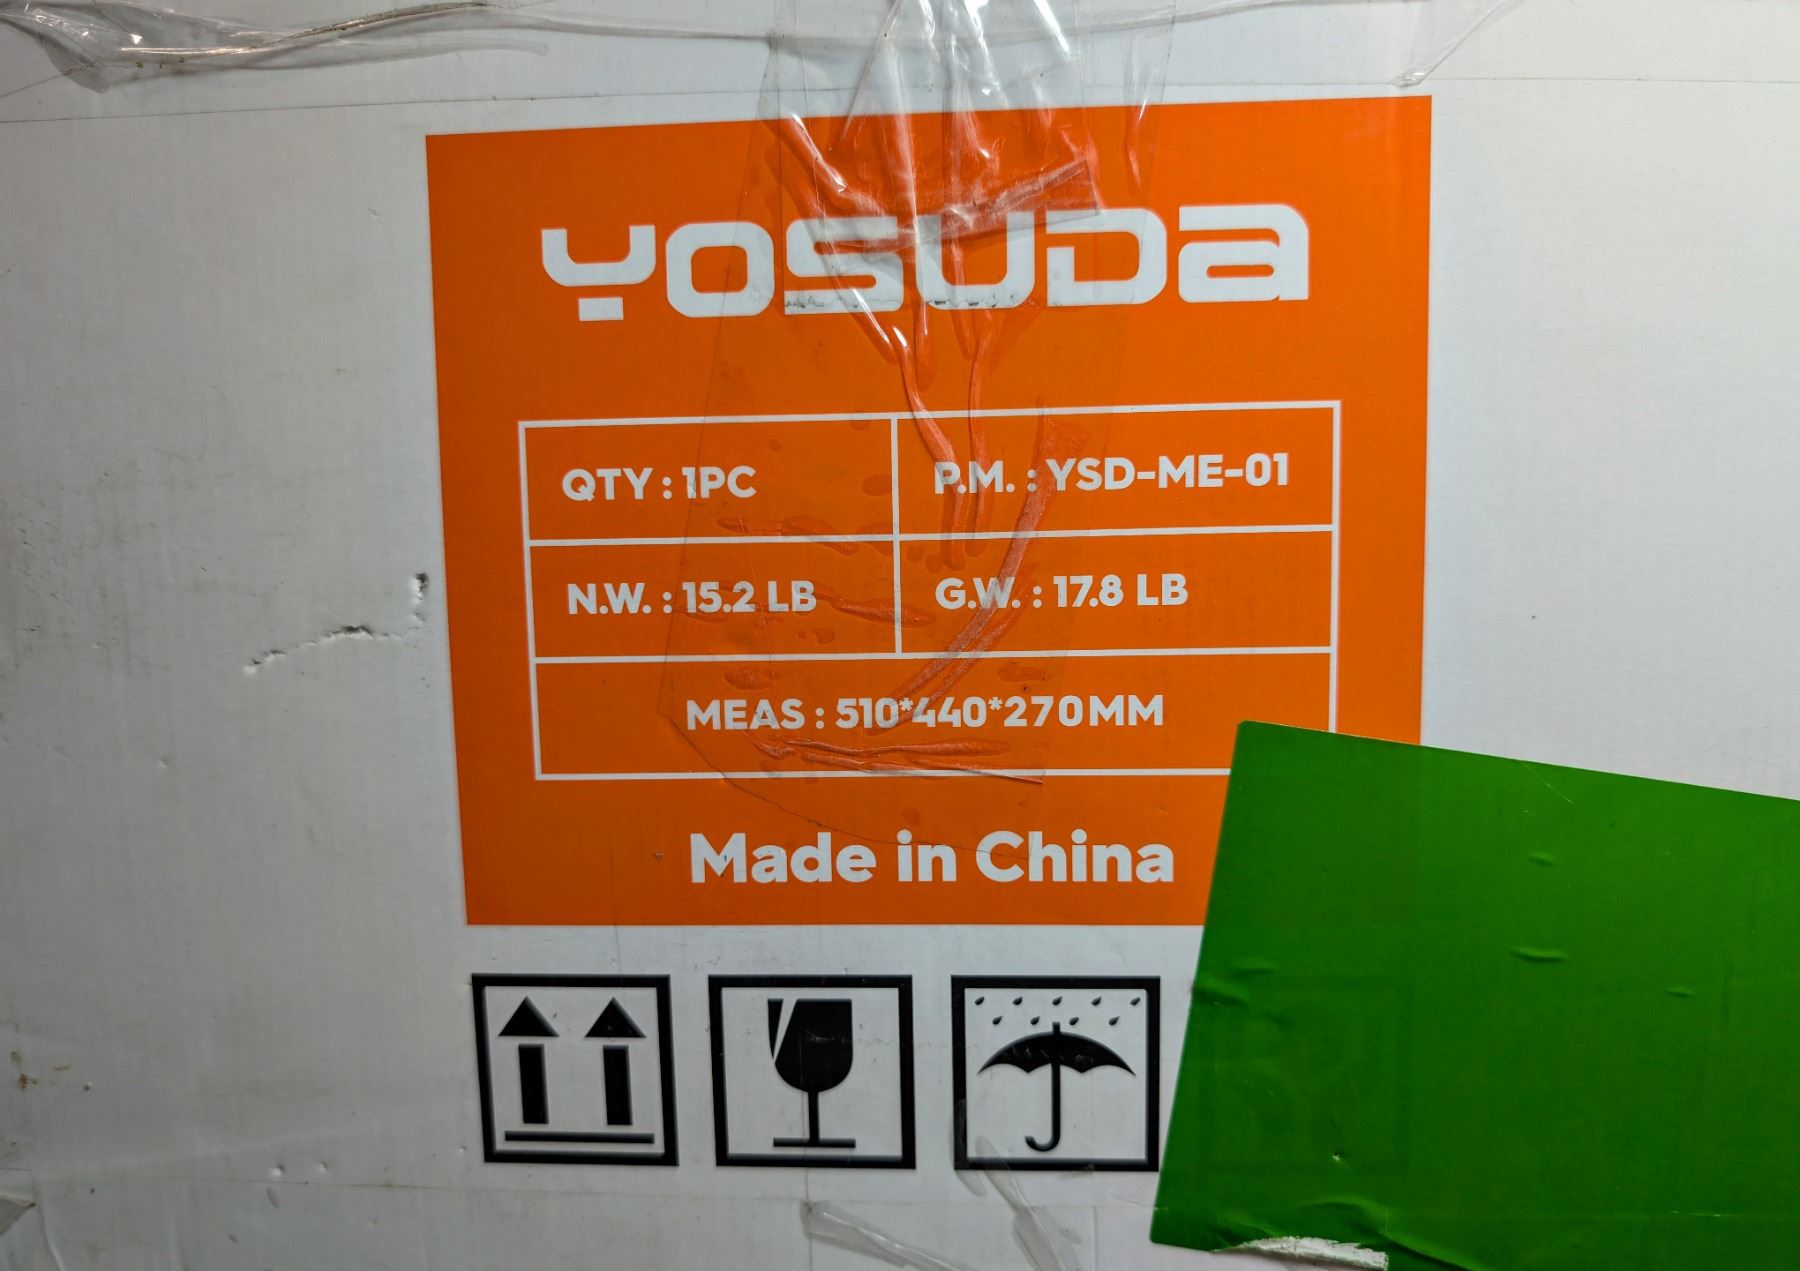 YOSUDA
QTY : 1PC
P.M. : YSD-ME-01
N.W. : 15.2 LB
G.W. : 17.8 LB
MEAS : 510*440*270MM
Made in China